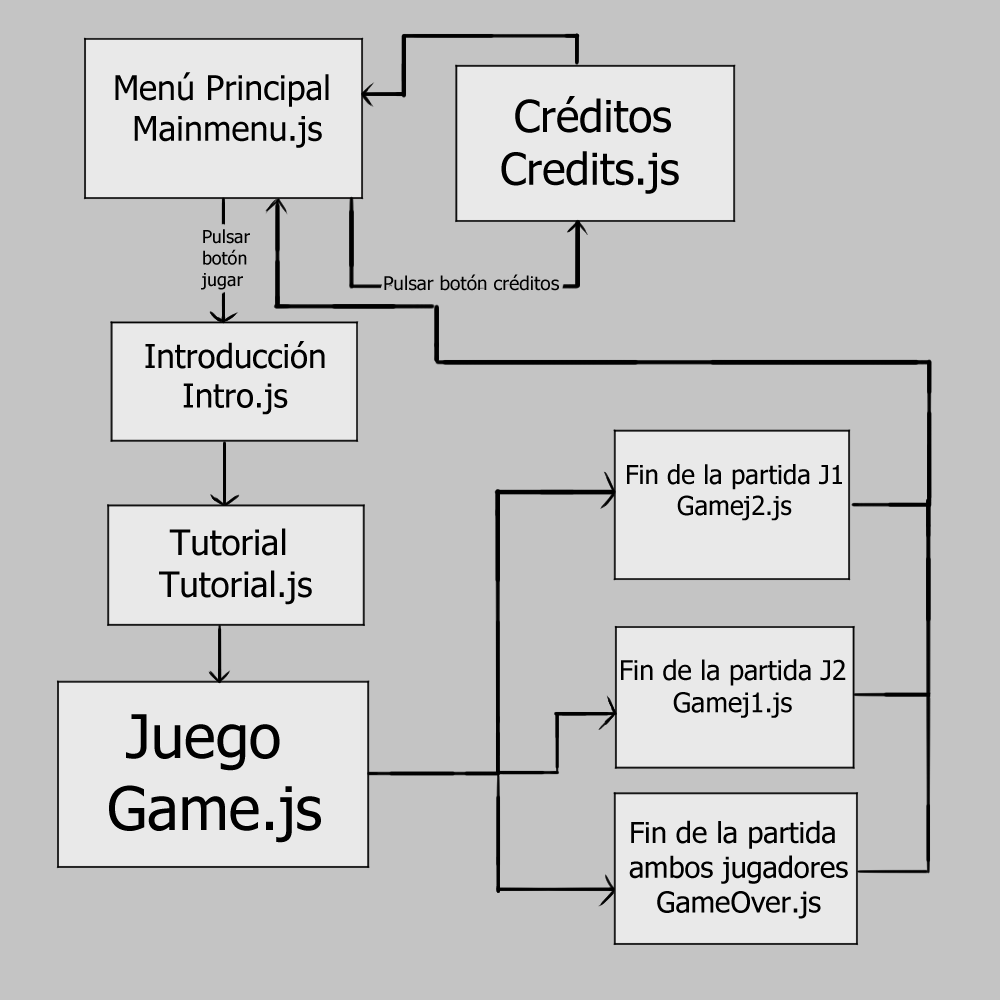 Menú Principal
Mainmenu.js
Créditos
Credits.js
Pulsar
botón
jugar
Pulsar botón créditos
Introducción
Intro.js
Tutorial
Tutorial.js
Juego
Game.js
Fin de la partida J1
Gamej2.js
Fin de la partida J2
Gamej1.js
Fin de la partida
ambos jugadores
GameOver.js